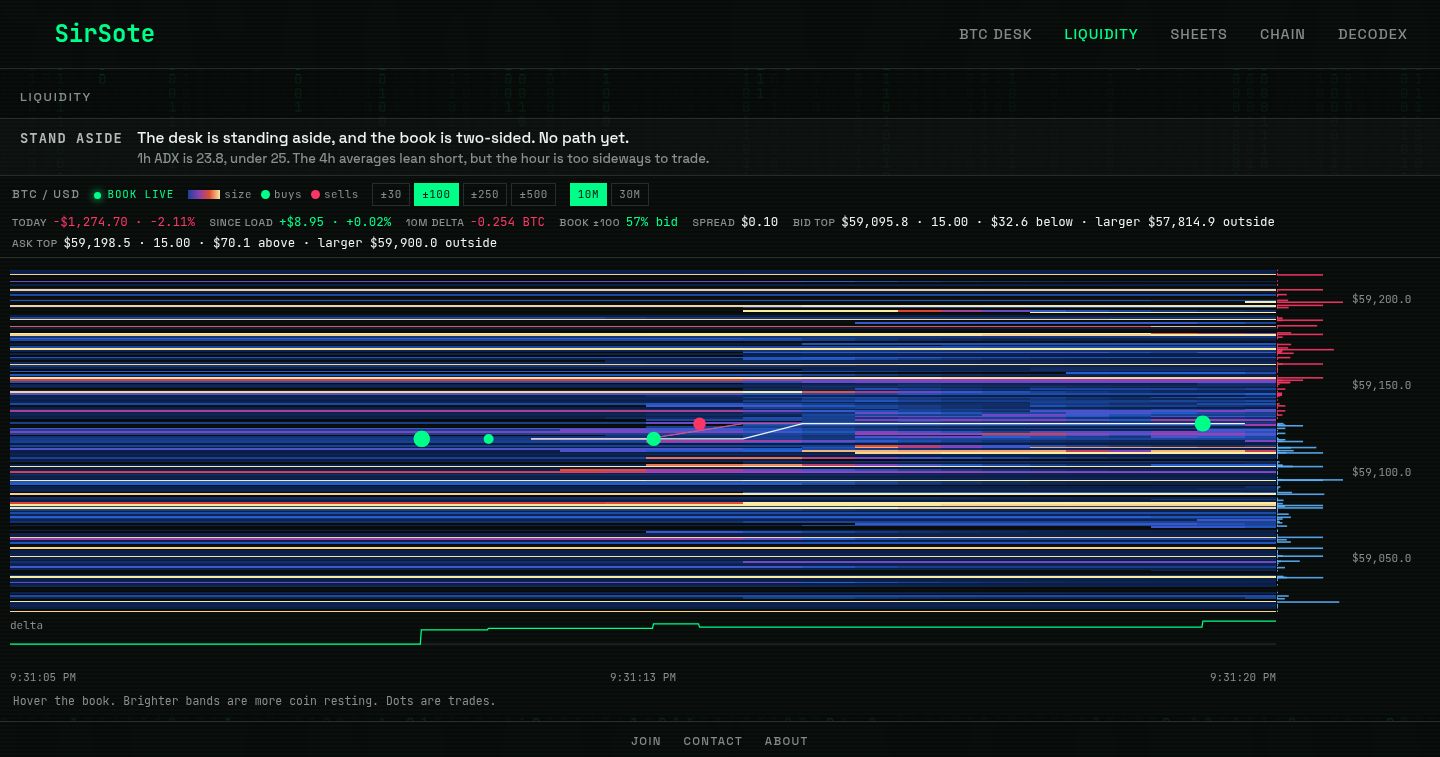 SirSote
BTC DESK LIQUIDITY SHEETS CHAIN DECODEX
LIQUIDITY
STAND ASIDE The desk is standing aside, and the book is two-sided. No path yet.
1h ADX is 23.8, under 25. The 4h averages lean short, but the hour is too sideways to trade.
BTC / USD BOOK LIVE size buys sells ±30 ±100 ±250 ±500 10M 30M
TODAY -$1,274.70 · -2.11% SINCE LOAD +$8.95 · +0.02% 10M DELTA -0.254 BTC BOOK ±100 57% bid SPREAD $0.10 BID TOP $59,095.8 · 15.00 · $32.6 below · larger $57,814.9 outside
ASK TOP $59,198.5 · 15.00 · $70.1 above · larger $59,900.0 outside
$59,200.0
$59,150.0
$59,100.0
$59,050.0
delta
9:31:05 PM 9:31:13 PM 9:31:20 PM
Hover the book. Brighter bands are more coin resting. Dots are trades.
JOIN CONTACT ABOUT